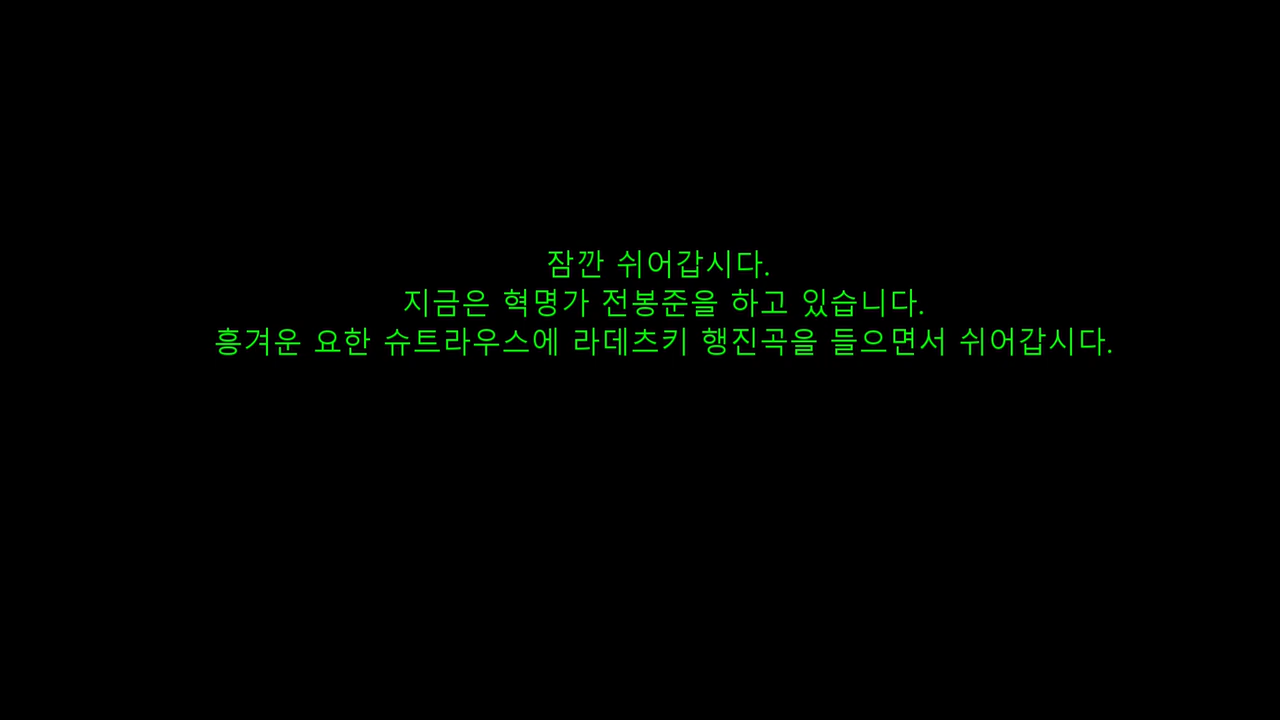 잠깐 쉬어갑시다.
지금은 혁명가 전봉준을 하고 있습니다.
흥겨운 요한 슈트라우스에 라데츠키 행진곡을 들으면서 쉬어갑시다.